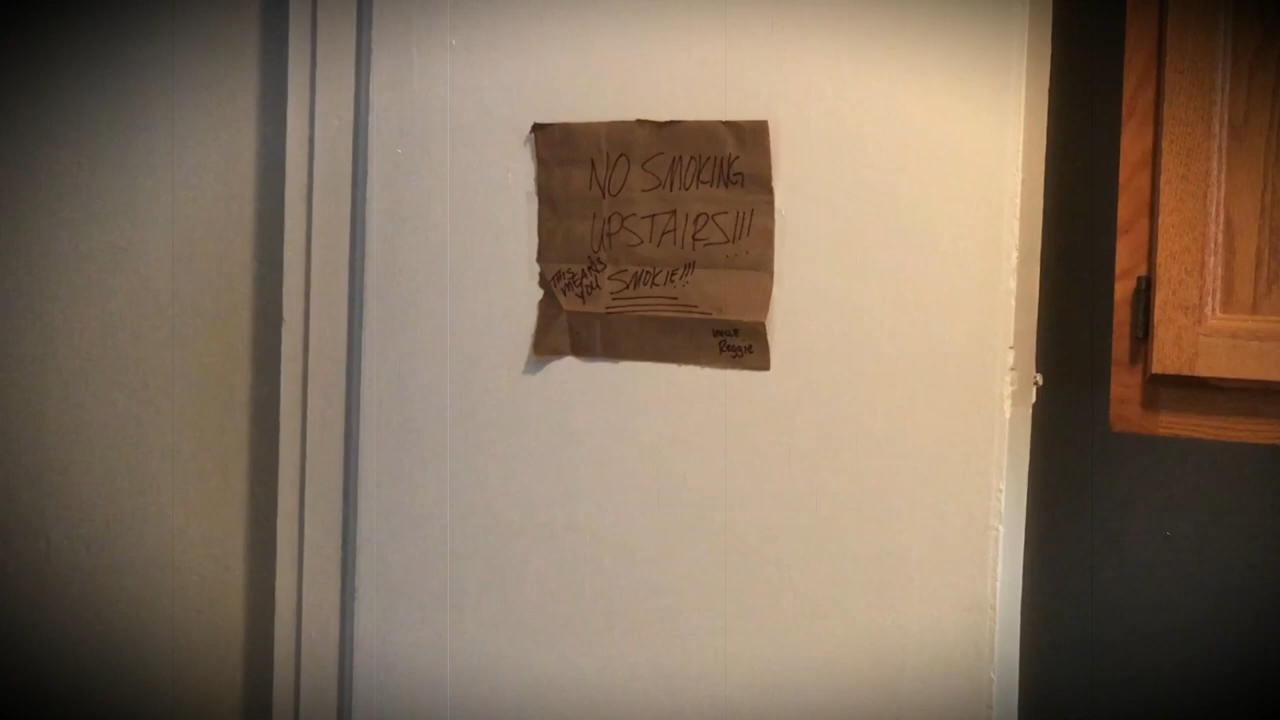 NO SMOKING
UPSTAIRS!!!
THIS MEANS YOU
SMOKIE!!!
UNCLE
Reggie